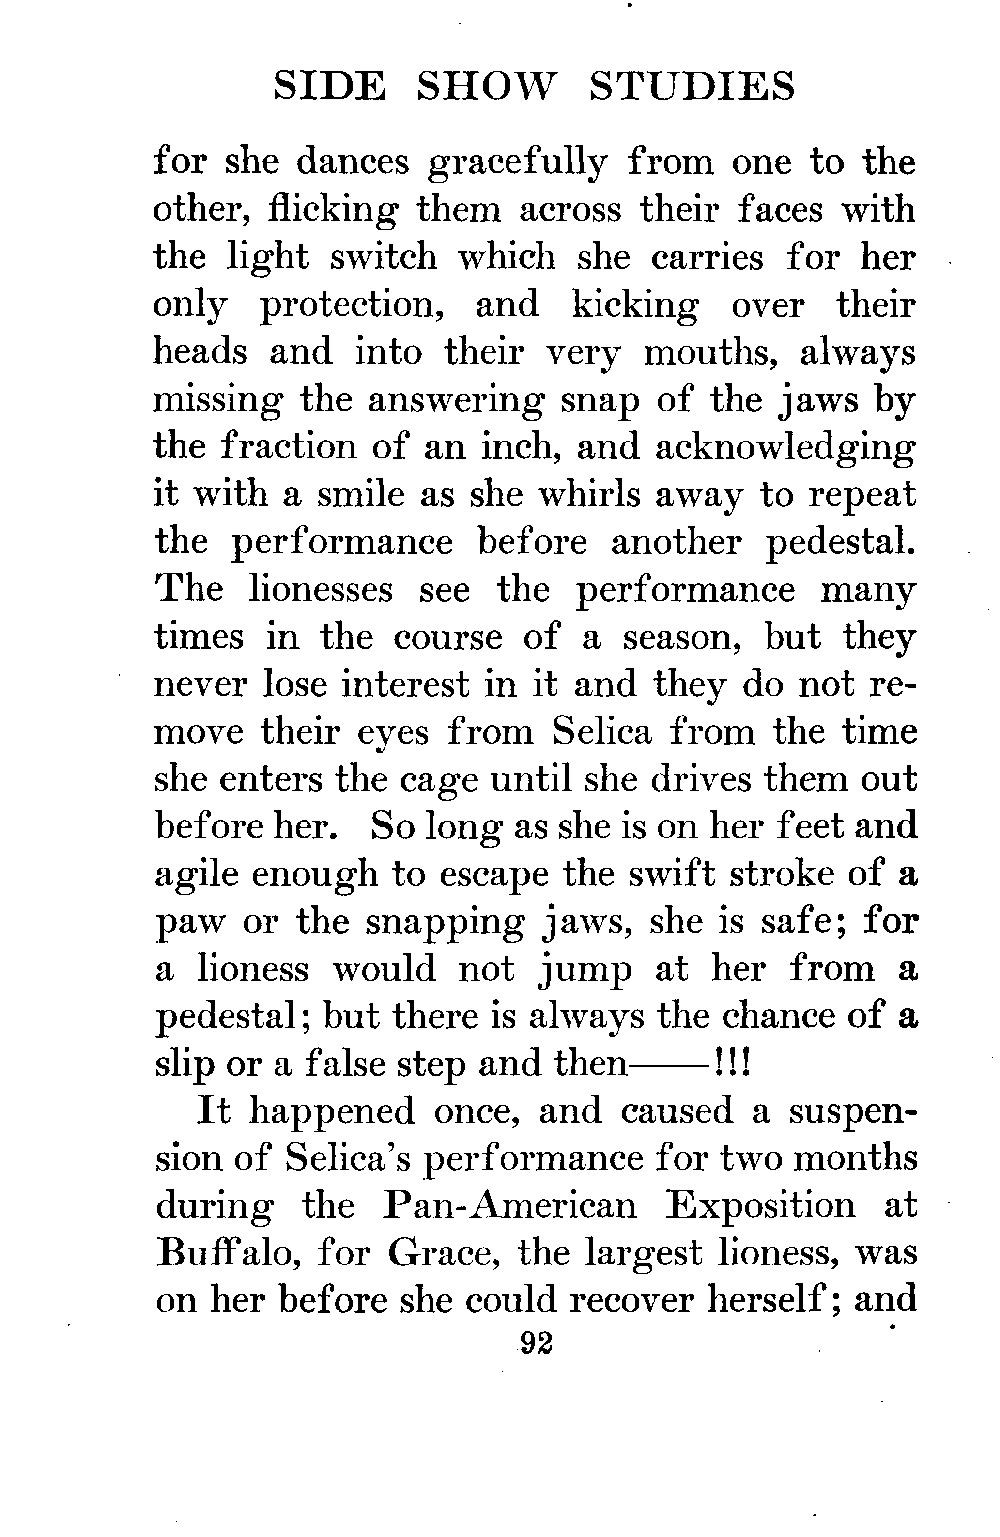 SIDE SHOW STUDIES
for she dances gracefully from one to the
other, flicking them across their faces with
the light switch which she carries for her
only protection, and kicking over their
heads and into their very mouths, always
missing the answering snap of the jaws by
the fraction of an inch, and acknowledging
it with a smile as she whirls away to repeat
the performance before another pedestal.
The lionesses see the performance many
times in the course of a season, but they
never lose interest in it and they do not re-
move their eyes from Selica from the time
she enters the cage until she drives them out
before her. So long as she is on her feet and
agile enough to escape the swift stroke of a
paw or the snapping jaws, she is safe; for
a lioness would not jump at her from a
pedestal; but there is always the chance of a
slip or a false step and then——!!!
It happened once, and caused a suspen-
sion of Selica's performance for two months
during the Pan-American Exposition at
Buffalo, for Grace, the largest lioness, was
on her before she could recover herself; and
92